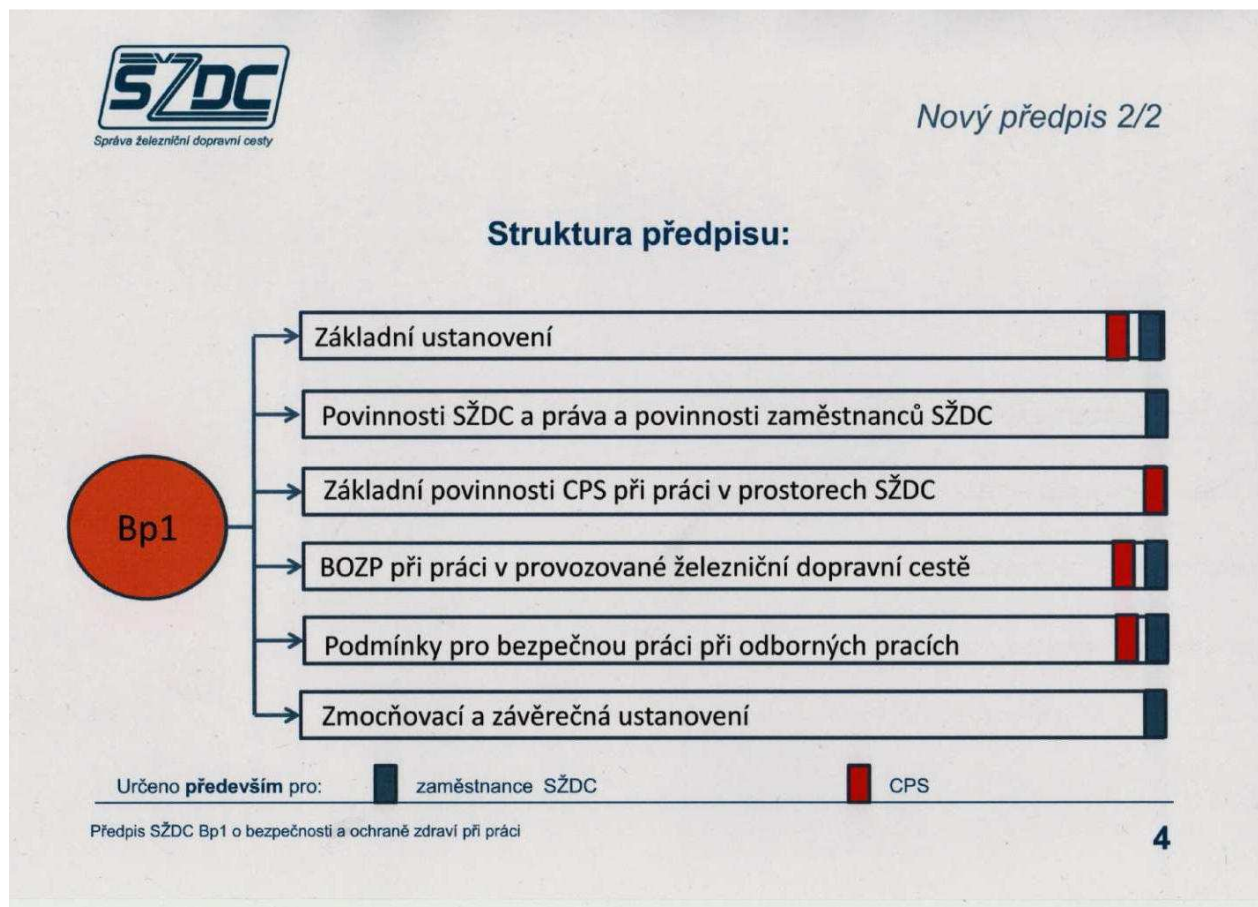 SŽDC
Správa železniční dopravní cesty
Nový předpis 2/2
Struktura předpisu:
Bp1
Základní ustanovení
Povinnosti SŽDC a práva a povinnosti zaměstnanců SŽDC
Základní povinnosti CPS při práci v prostorech SŽDC
BOZP při práci v provozované železniční dopravní cestě
Podmínky pro bezpečnou práci při odborných pracích
Zmocňovací a závěrečná ustanovení
Určeno především pro: zaměstnance SŽDC CPS
Předpis SŽDC Bp1 o bezpečnosti a ochraně zdraví při práci 4